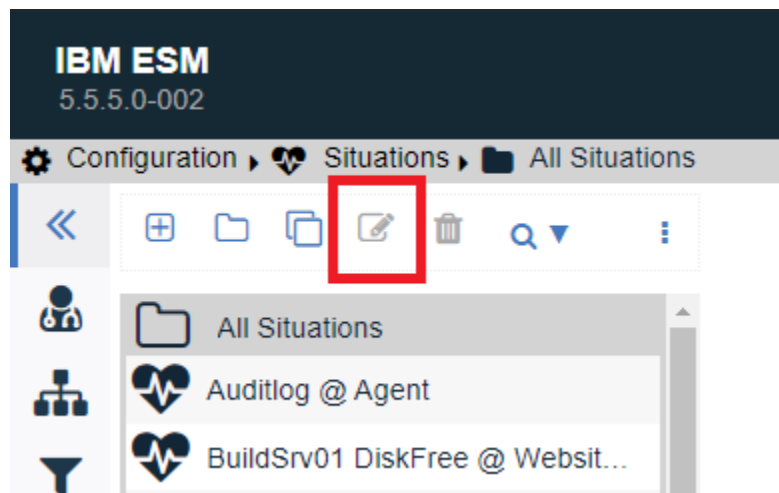 IBM ESM
5.5.5.0-002
Configuration Situations All Situations
All Situations
Auditlog @ Agent
BuildSrv01 DiskFree @ Websit...